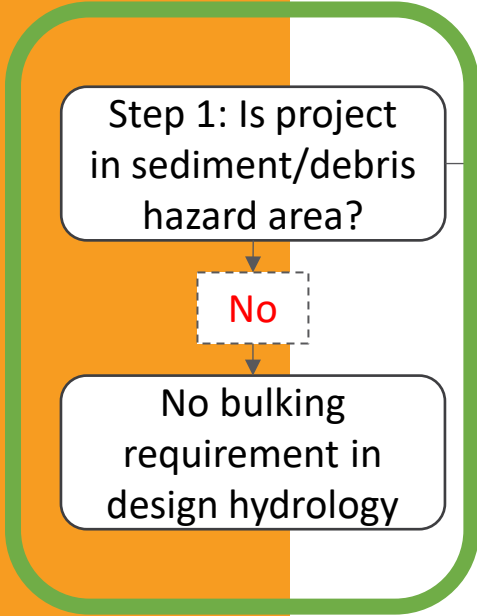 Step 1: Is project
in sediment/debris
hazard area?
No
No bulking
requirement in
design hydrology